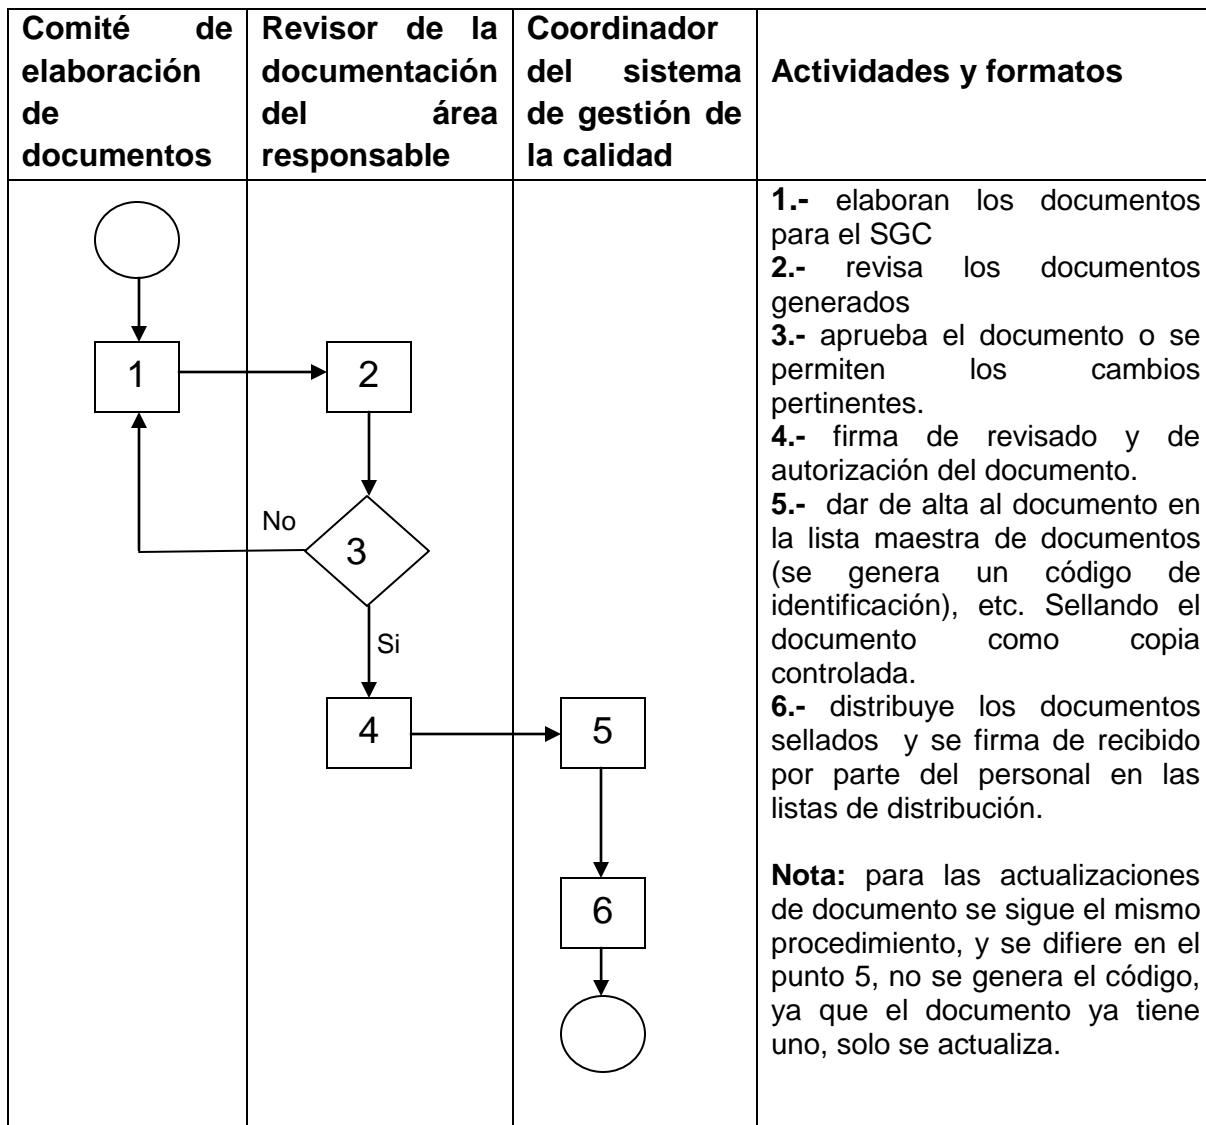 Comité de
elaboración
de
documentos
Revisor de la
documentación
del área
responsable
Coordinador
del sistema
de gestión de
la calidad
Actividades y formatos
1
2
No
3
Si
4
5
6
1.- elaboran los documentos
para el SGC
2.- revisa los documentos
generados
3.- aprueba el documento o se
permiten los cambios
pertinentes.
4.- firma de revisado y de
autorización del documento.
5.- dar de alta al documento en
la lista maestra de documentos
(se genera un código de
identificación), etc. Sellando el
documento como copia
controlada.
6.- distribuye los documentos
sellados y se firma de recibido
por parte del personal en las
listas de distribución.
Nota: para las actualizaciones
de documento se sigue el mismo
procedimiento, y se difiere en el
punto 5, no se genera el código,
ya que el documento ya tiene
uno, solo se actualiza.